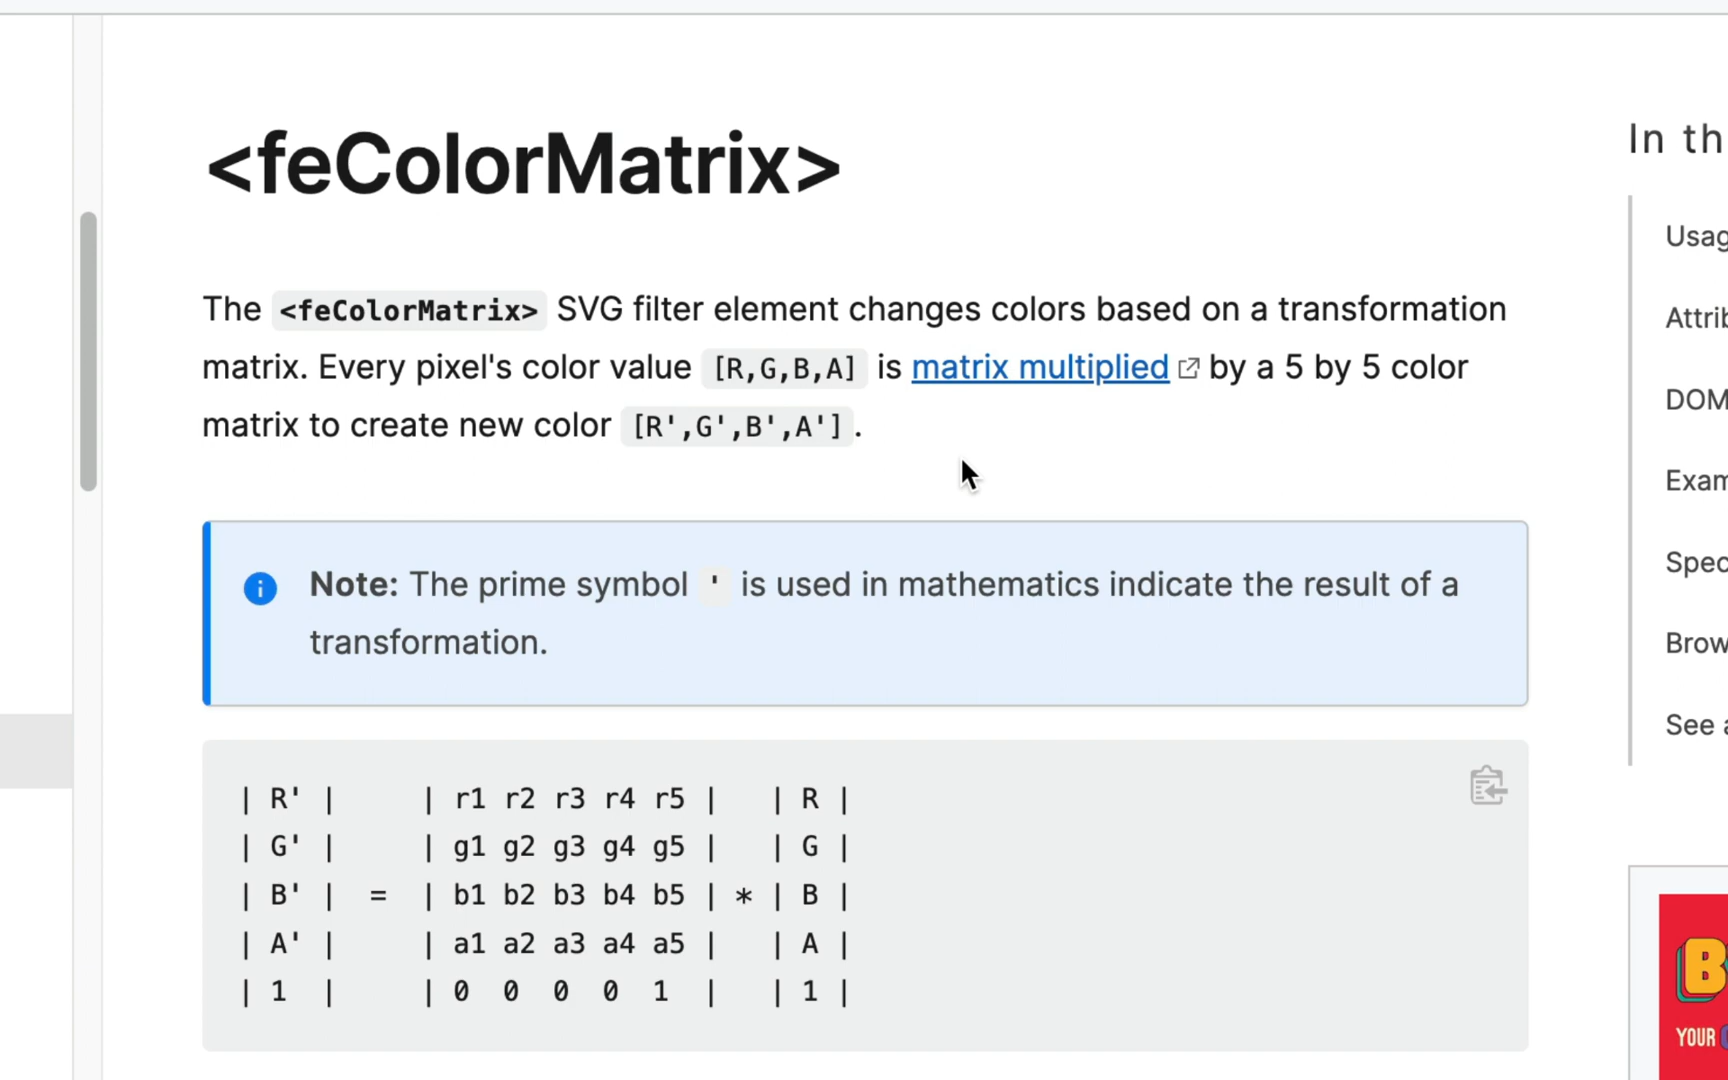 <feColorMatrix>
The <feColorMatrix> SVG filter element changes colors based on a transformation
matrix. Every pixel's color value [R,G,B,A] is matrix multiplied by a 5 by 5 color
matrix to create new color [R',G',B',A'].
Note: The prime symbol ' is used in mathematics indicate the result of a
transformation.
| R' |     | r1 r2 r3 r4 r5 |   | R |
| G' |     | g1 g2 g3 g4 g5 |   | G |
| B' |  =  | b1 b2 b3 b4 b5 | * | B |
| A' |     | a1 a2 a3 a4 a5 |   | A |
| 1  |     | 0  0  0  0  1  |   | 1 |
In th
Usag
Attrib
DOM
Exam
Spec
Brow
See a
B
YOUR